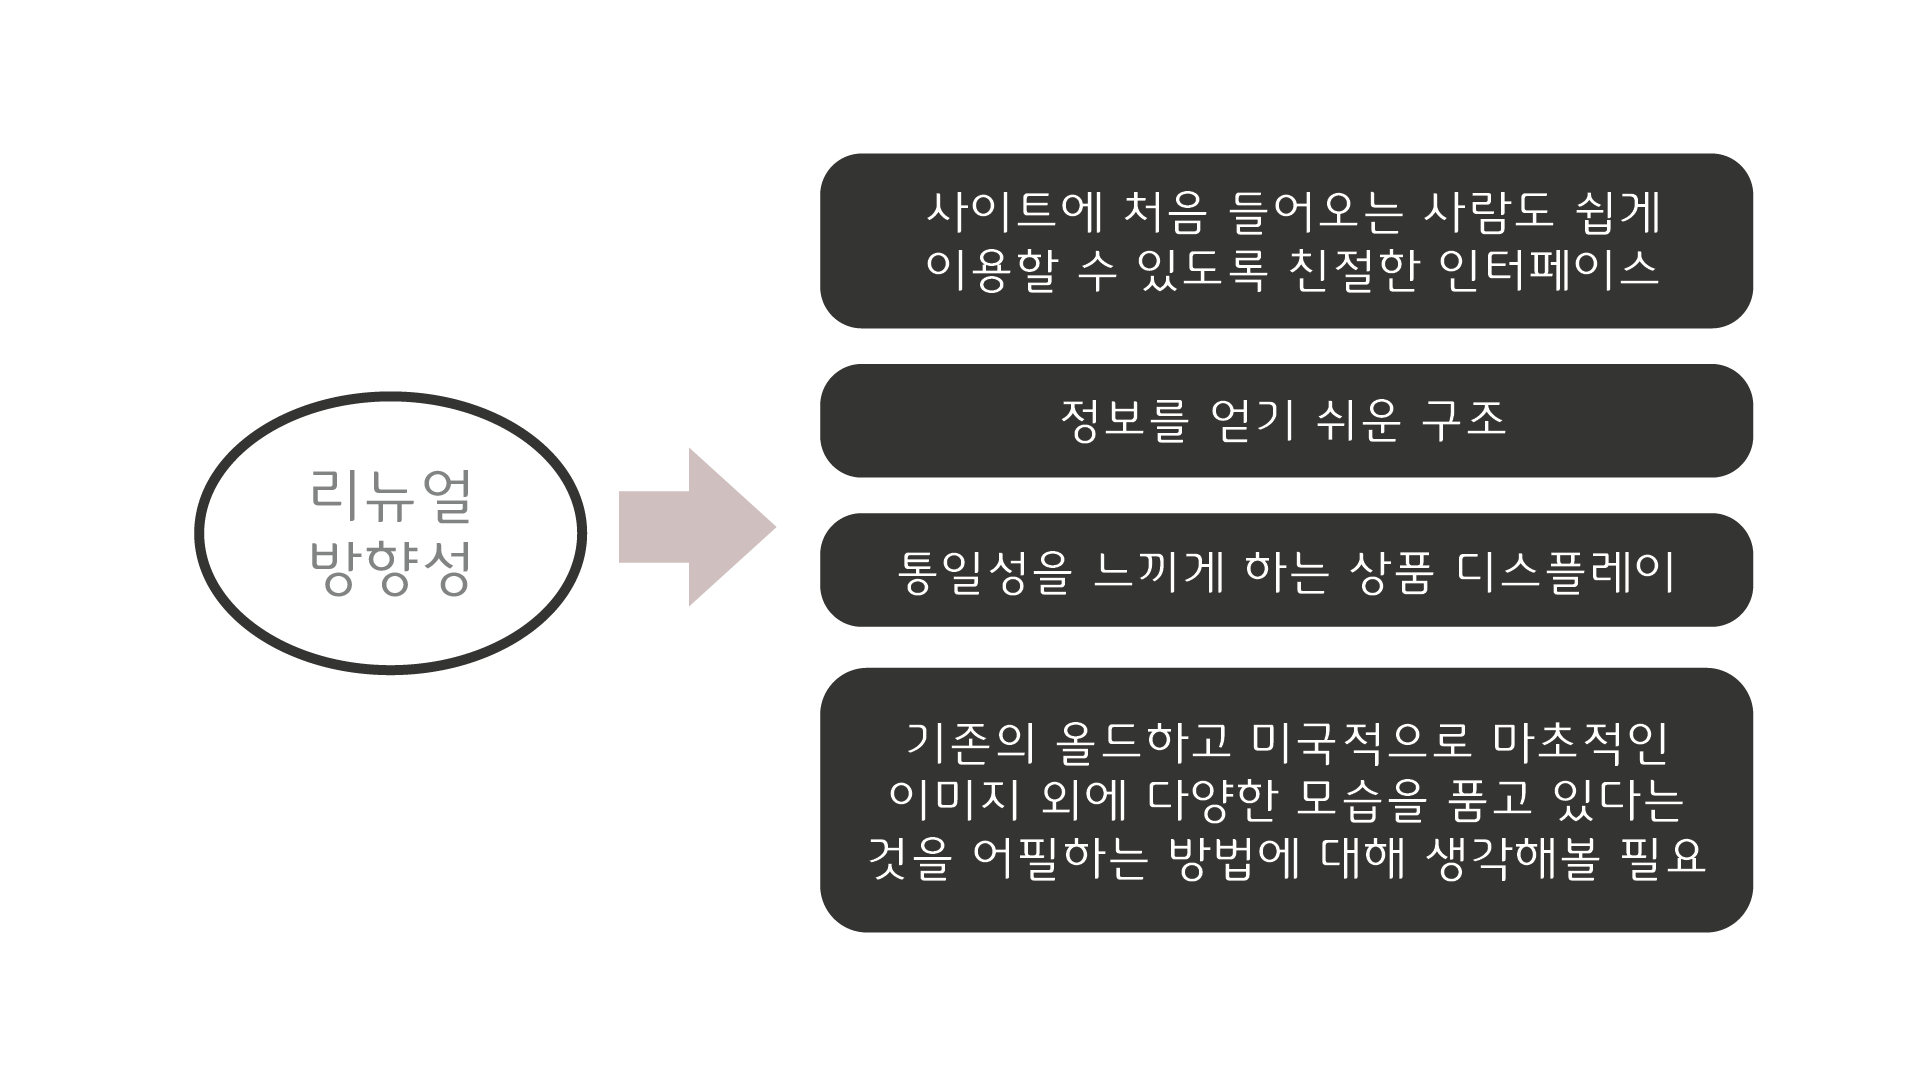 리뉴얼
방향성
사이트에 처음 들어오는 사람도 쉽게
이용할 수 있도록 친절한 인터페이스
정보를 얻기 쉬운 구조
통일성을 느끼게 하는 상품 디스플레이
기존의 올드하고 미국적으로 마초적인
이미지 외에 다양한 모습을 품고 있다는
것을 어필하는 방법에 대해 생각해볼 필요